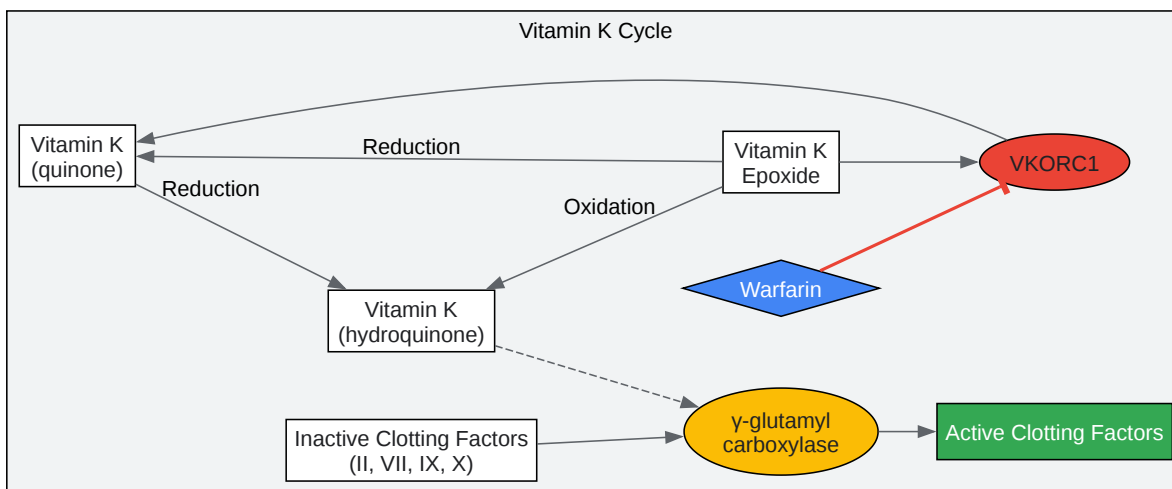 Vitamin K Cycle
Vitamin K
(quinone)
Reduction
Vitamin K
Epoxide
VKORC1
Reduction
Oxidation
Warfarin
Vitamin K
(hydroquinone)
Inactive Clotting Factors
(II, VII, IX, X)
γ-glutamyl
carboxylase
Active Clotting Factors